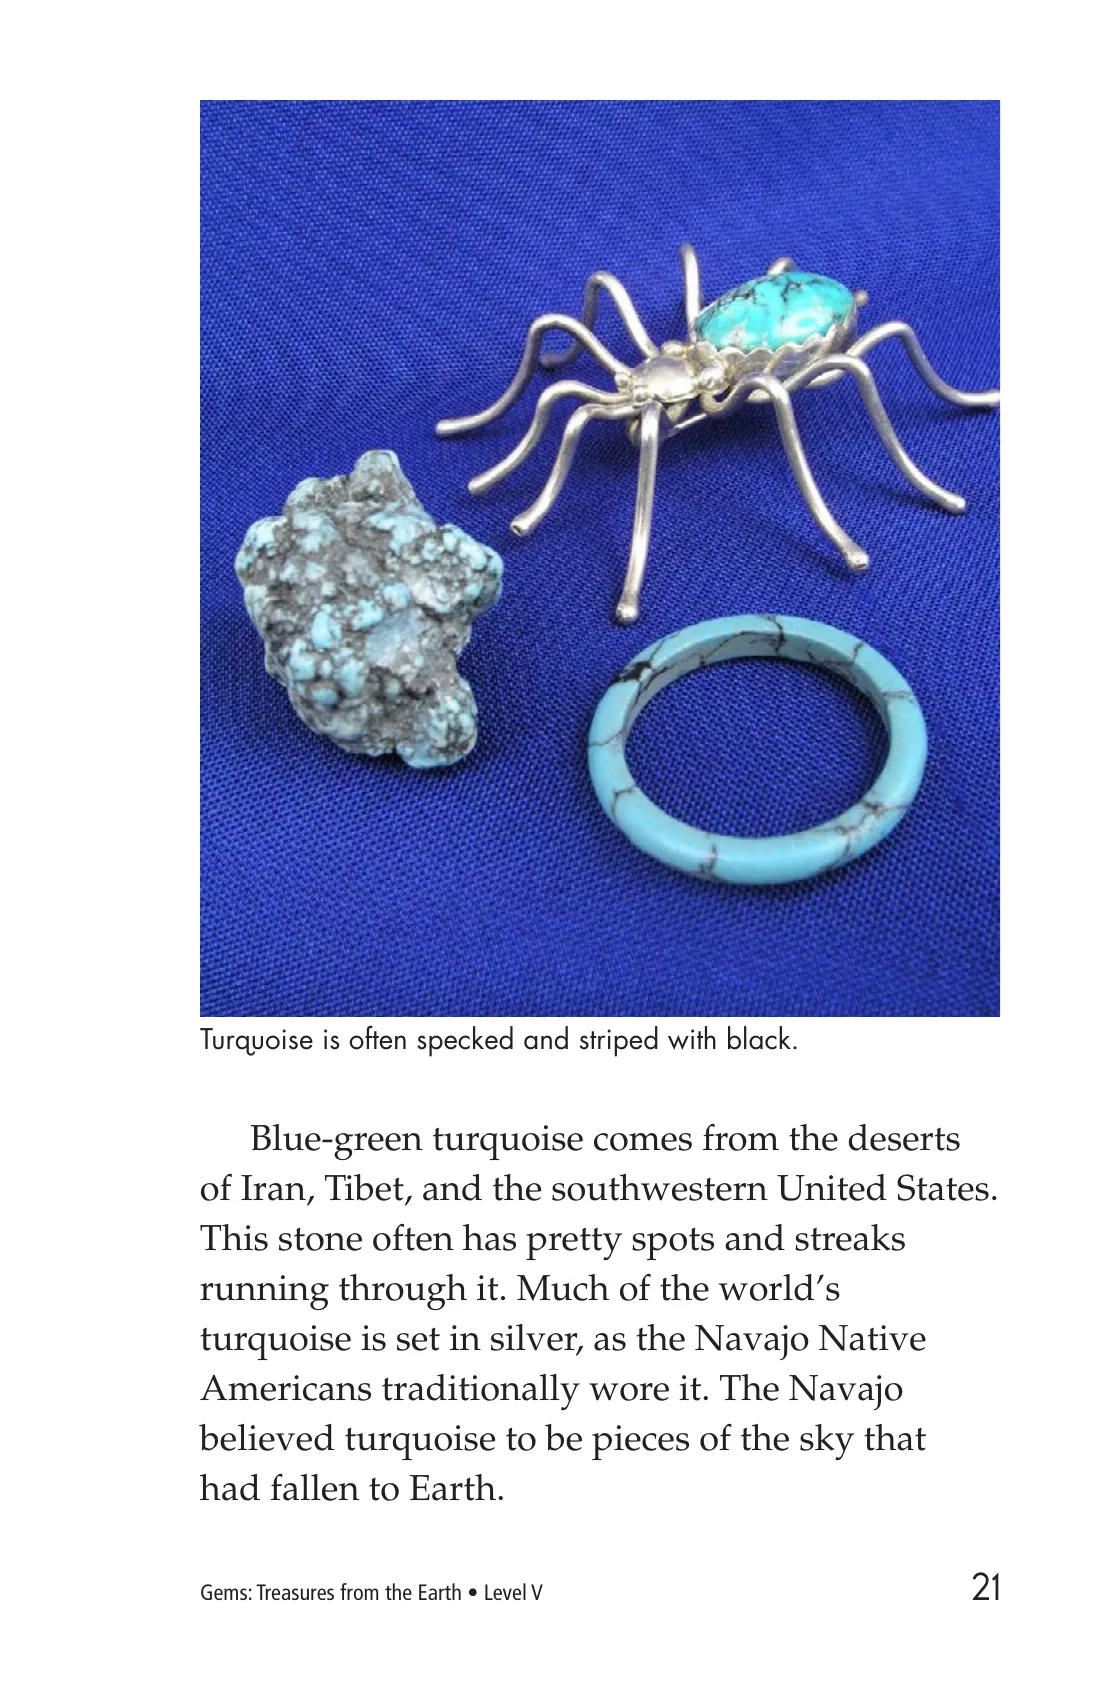 Turquoise is often specked and striped with black.
Blue-green turquoise comes from the deserts
of Iran, Tibet, and the southwestern United States.
This stone often has pretty spots and streaks
running through it. Much of the world’s
turquoise is set in silver, as the Navajo Native
Americans traditionally wore it. The Navajo
believed turquoise to be pieces of the sky that
had fallen to Earth.
Gems: Treasures from the Earth • Level V
21